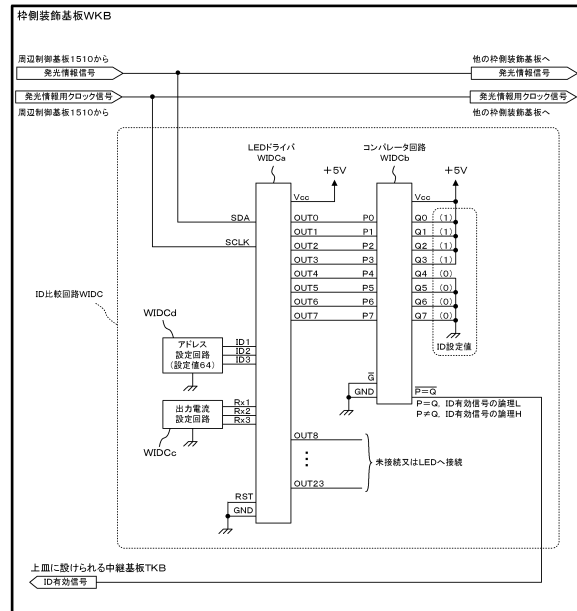 枠側装飾基板WKB
周辺制御基板1510から
発光情報信号
他の枠側装飾基板へ
発光情報信号
発光情報用クロック信号
周辺制御基板1510から
発光情報用クロック信号
他の枠側装飾基板へ
LEDドライバ
WIDCa
コンパレータ回路
WIDCb
+5V
+5V
Vcc
Vcc
SDA
SCLK
OUT0
OUT1
OUT2
OUT3
OUT4
OUT5
OUT6
OUT7
P0
P1
P2
P3
P4
P5
P6
P7
Q0 (1)
Q1 (1)
Q2 (1)
Q3 (1)
Q4 (0)
Q5 (0)
Q6 (0)
Q7 (0)
ID設定値
ID比較回路WIDC
WIDCd
アドレス
設定回路
(設定値64)
ID1
ID2
ID3
出力電流
設定回路
WIDCc
Rx1
Rx2
Rx3
G
GND
P=Q
P=Q, ID有効信号の論理L
P≠Q, ID有効信号の論理H
OUT8
OUT23
未接続又はLEDへ接続
RST
GND
上皿に設けられる中継基板TKB
ID有効信号